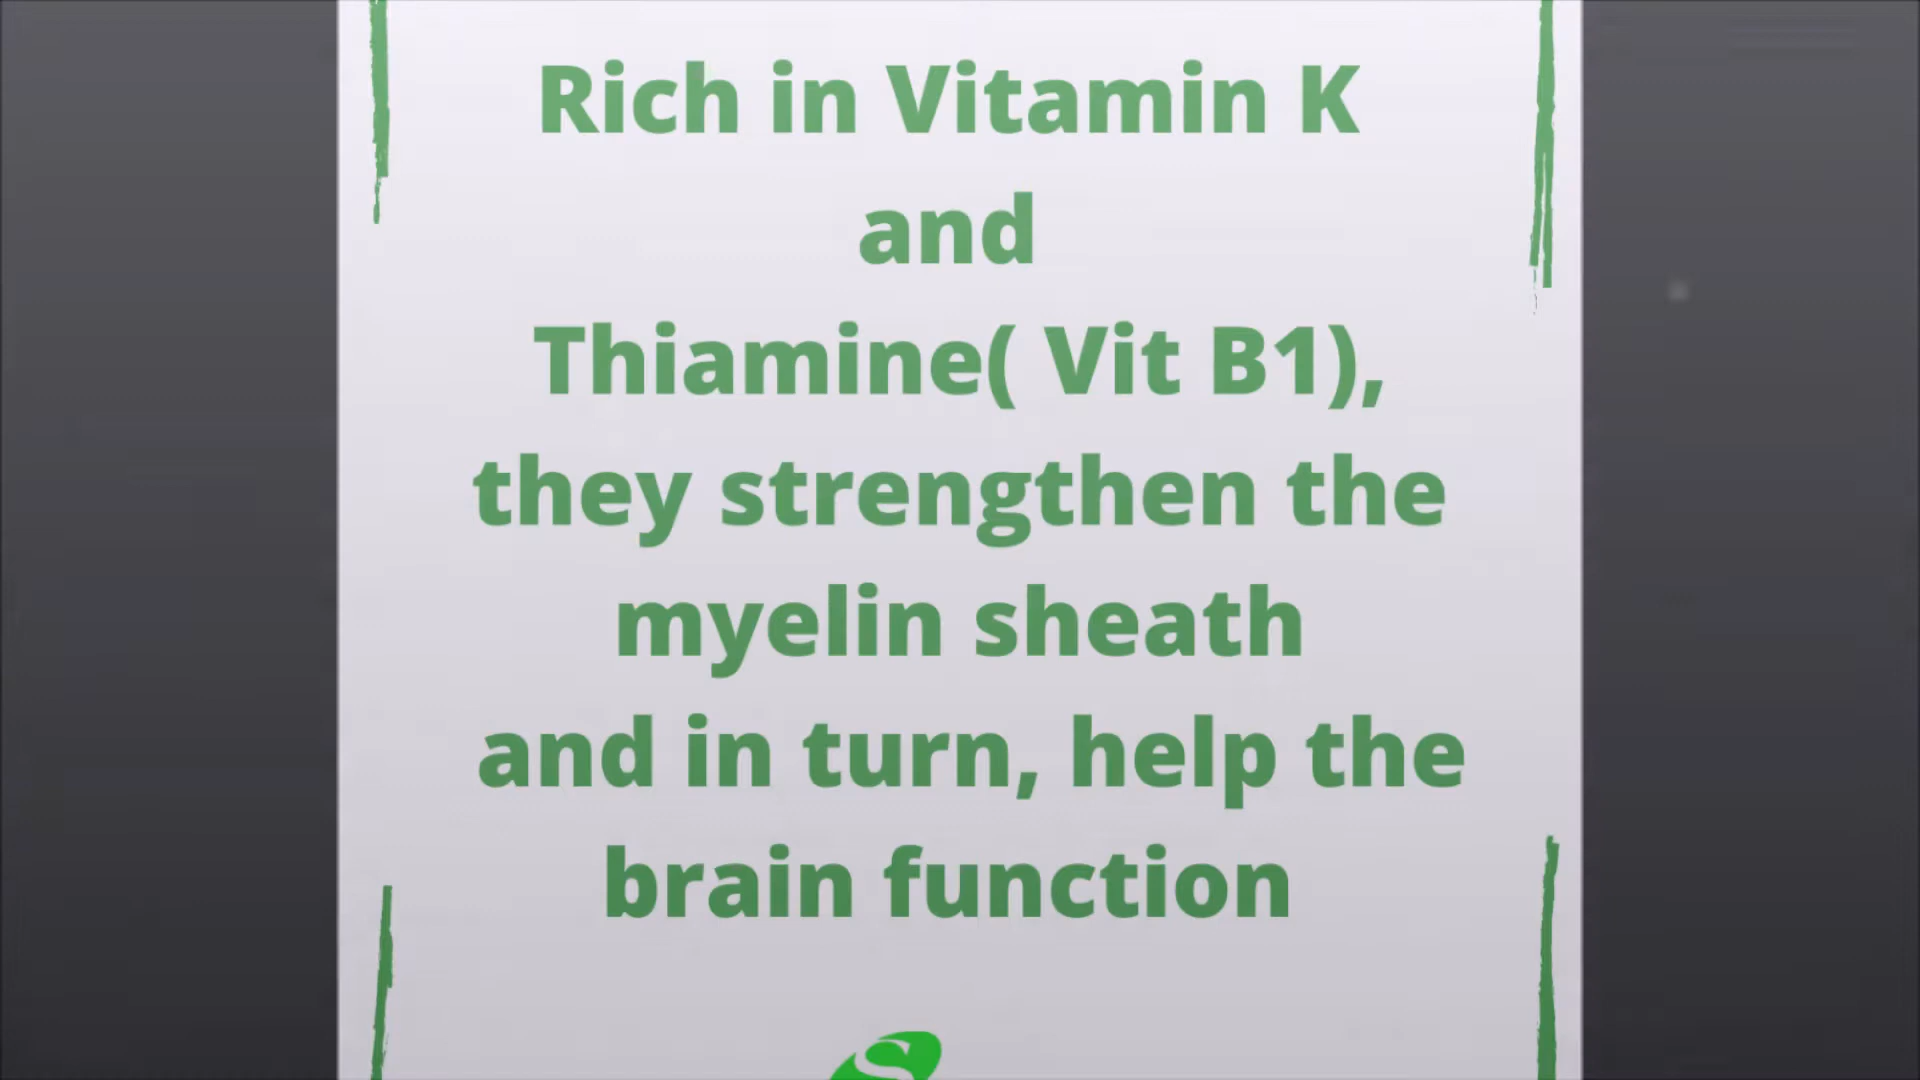 Rich in Vitamin K
and
Thiamine( Vit B1),
they strengthen the
myelin sheath
and in turn, help the
brain function
S